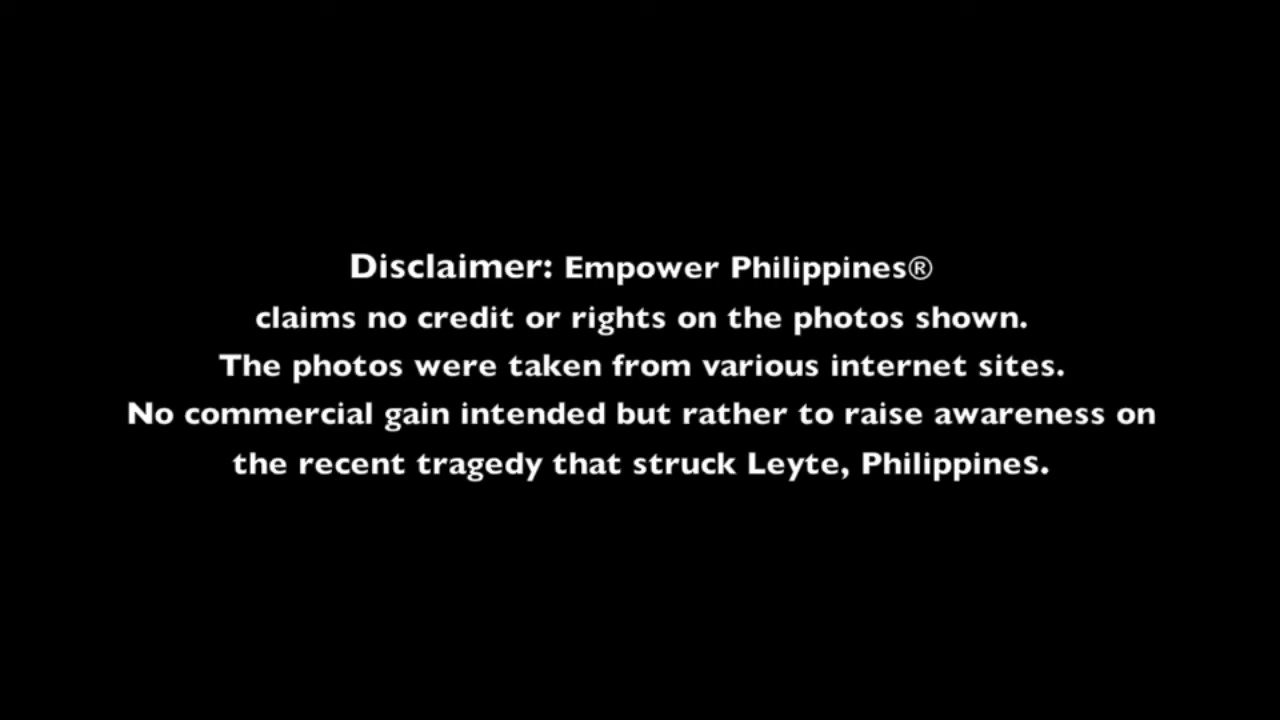 Disclaimer: Empower Philippines®
claims no credit or rights on the photos shown.
The photos were taken from various internet sites.
No commercial gain intended but rather to raise awareness on
the recent tragedy that struck Leyte, Philippines.